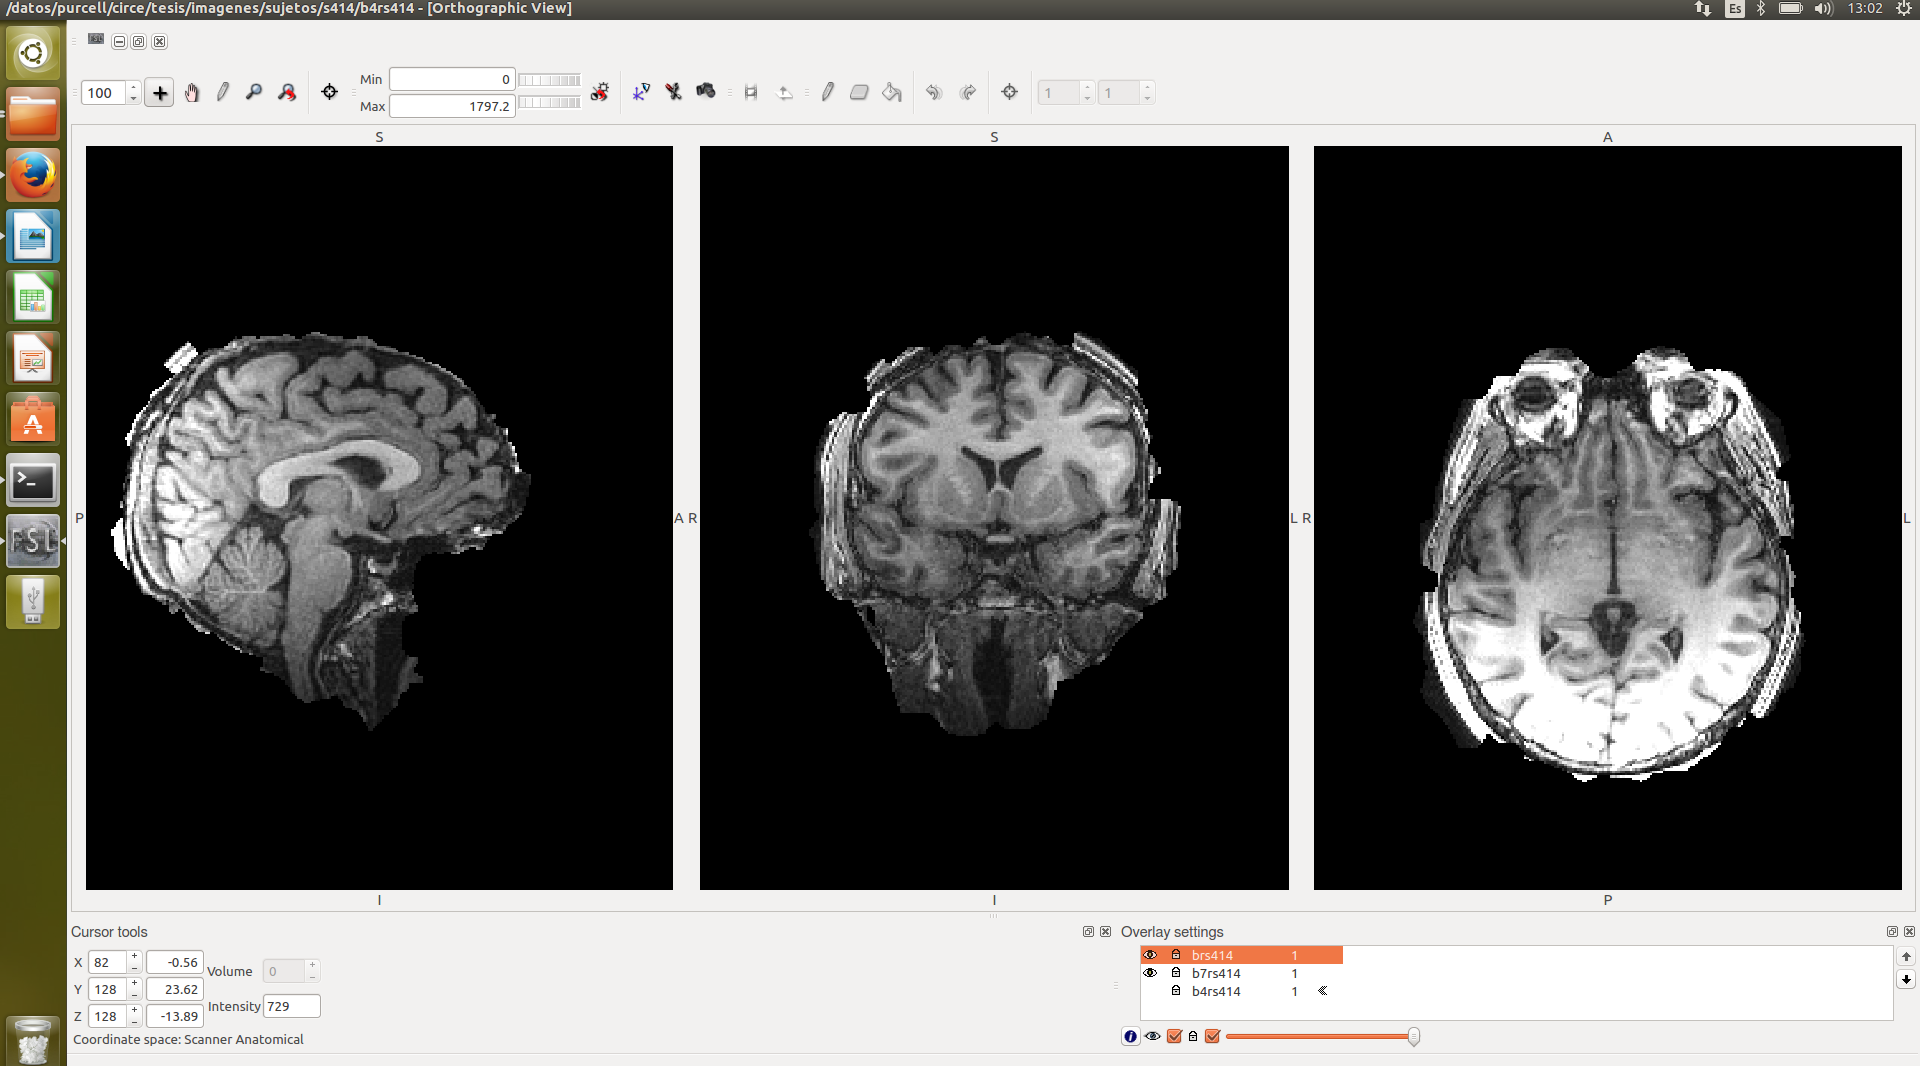 /datos/purcell/circe/tesis/imagenes/sujetos/s414/b4rs414 - [Orthographic View]
Es
13:02
100
Min 0
Max 1797.2
1 1
S S A
P A R L R L
I I P
FSL
Cursor tools
X 82 -0.56
Y 128 23.62
Z 128 -13.89
Volume 0
Intensity 729
Coordinate space: Scanner Anatomical
Overlay settings
brs414 1
b7rs414 1
b4rs414 1